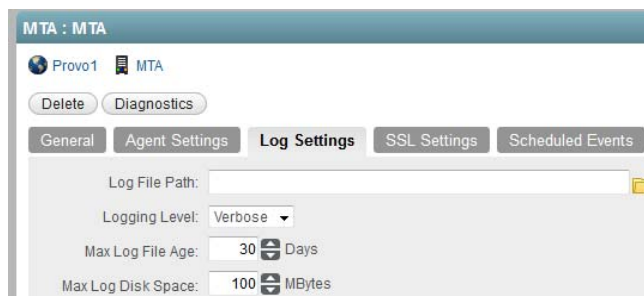 MTA : MTA
Provo1 MTA
Delete Diagnostics
General Agent Settings Log Settings SSL Settings Scheduled Events
Log File Path:
Logging Level: Verbose
Max Log File Age: 30 Days
Max Log Disk Space: 100 MBytes